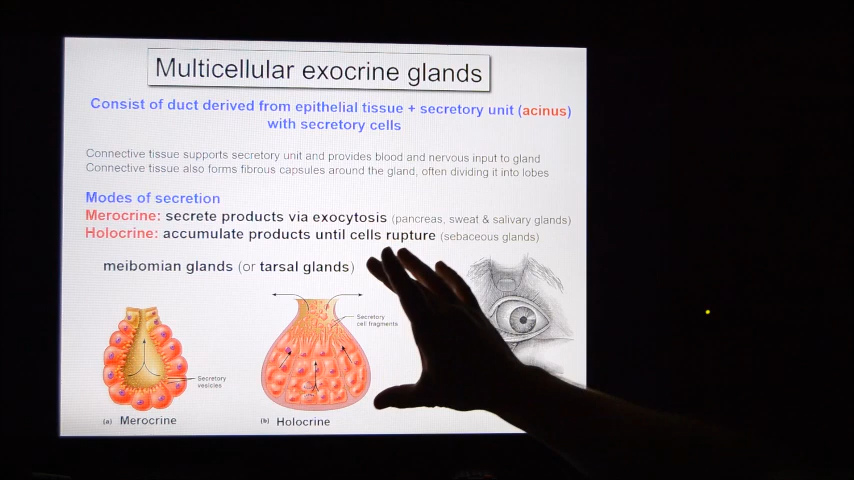 Multicellular exocrine glands
Consist of duct derived from epithelial tissue + secretory unit (acinus)
with secretory cells
Connective tissue supports secretory unit and provides blood and nervous input to gland
Connective tissue also forms fibrous capsules around the gland, often dividing it into lobes
Modes of secretion
Merocrine: secrete products via exocytosis (pancreas, sweat & salivary glands)
Holocrine: accumulate products until cells rupture (sebaceous glands)
meibomian glands (or tarsal glands)
Secretory
cell fragments
Secretory
vesicles
(a) Merocrine
(b) Holocrine